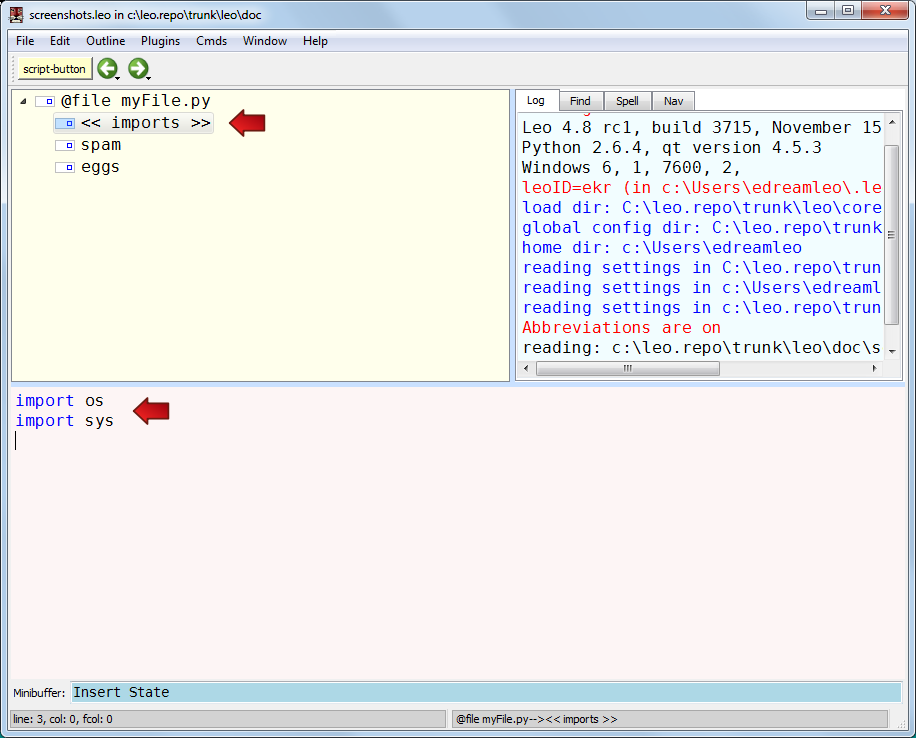 screenshots.leo in c:\leo.repo\trunk\leo\doc
File Edit Outline Plugins Cmds Window Help
script-button
@file myFile.py
<< imports >>
spam
eggs
Log Find Spell Nav
Leo 4.8 rc1, build 3715, November 15
Python 2.6.4, qt version 4.5.3
Windows 6, 1, 7600, 2,
leoID=ekr (in c:\Users\edreamleo\.le
load dir: C:\leo.repo\trunk\leo\core
global config dir: C:\leo.repo\trunk
home dir: c:\Users\edreamleo
reading settings in C:\leo.repo\trun
reading settings in c:\Users\edreaml
reading settings in c:\leo.repo\trun
Abbreviations are on
reading: c:\leo.repo\trunk\leo\doc\s
import os
import sys
Minibuffer: Insert State
line: 3, col: 0, fcol: 0
@file myFile.py--><< imports >>